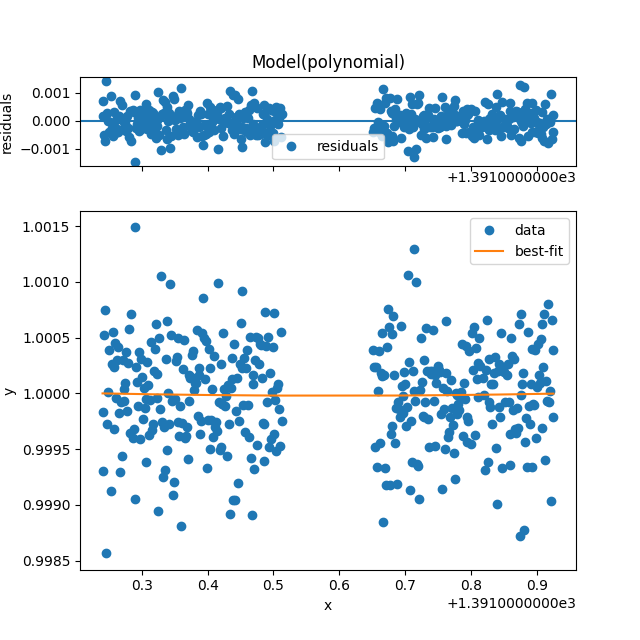 Model(polynomial)
0.001
0.000
−0.001
residuals
residuals
+1.3910000000e3
1.0015
1.0010
1.0005
1.0000
0.9995
0.9990
0.9985
y
data
best-fit
0.3 0.4 0.5 0.6 0.7 0.8 0.9
x
+1.3910000000e3